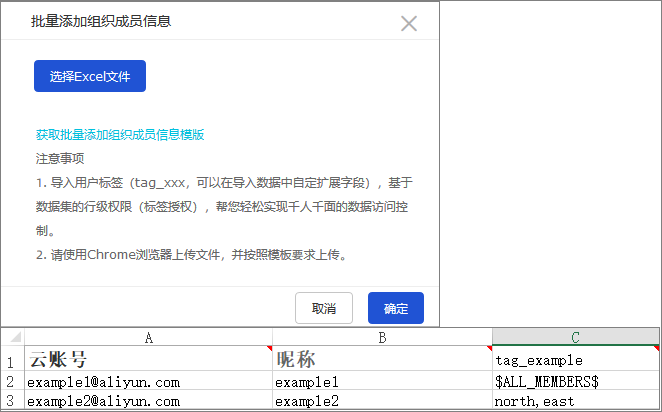 批量添加组织成员信息
选择Excel文件
获取批量添加组织成员信息模版
注意事项
1. 导入用户标签（tag_xxx，可以在导入数据中自定扩展字段），基于
数据集的行级权限（标签授权），帮您轻松实现千人千面的数据访问控
制。
2. 请使用Chrome浏览器上传文件，并按照模板要求上传。
取消 确定
A B C
1 云账号 昵称 tag_example
2 example1@aliyun.com example1 $ALL_MEMBERS$
3 example2@aliyun.com example2 north,east